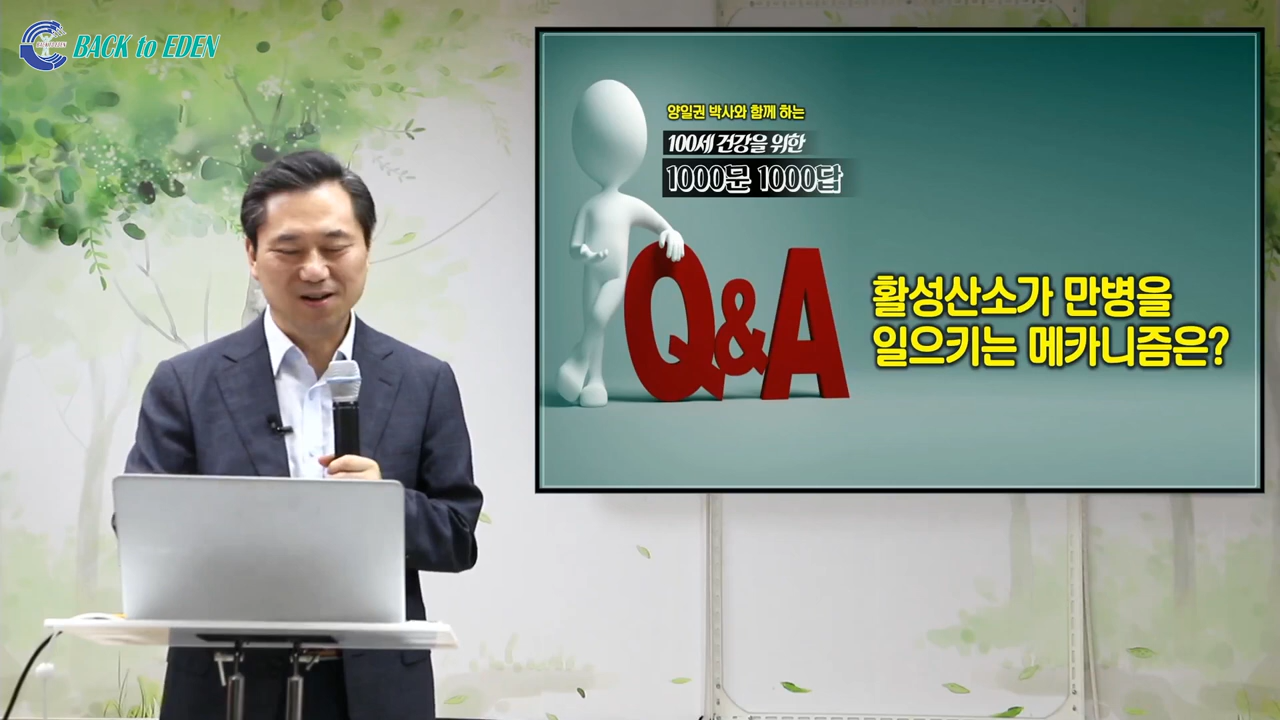 BACK to EDEN
양일권 박사와 함께 하는
100세 건강을 위한
1000문 1000답
Q&A
활성산소가 만병을
일으키는 메카니즘은?